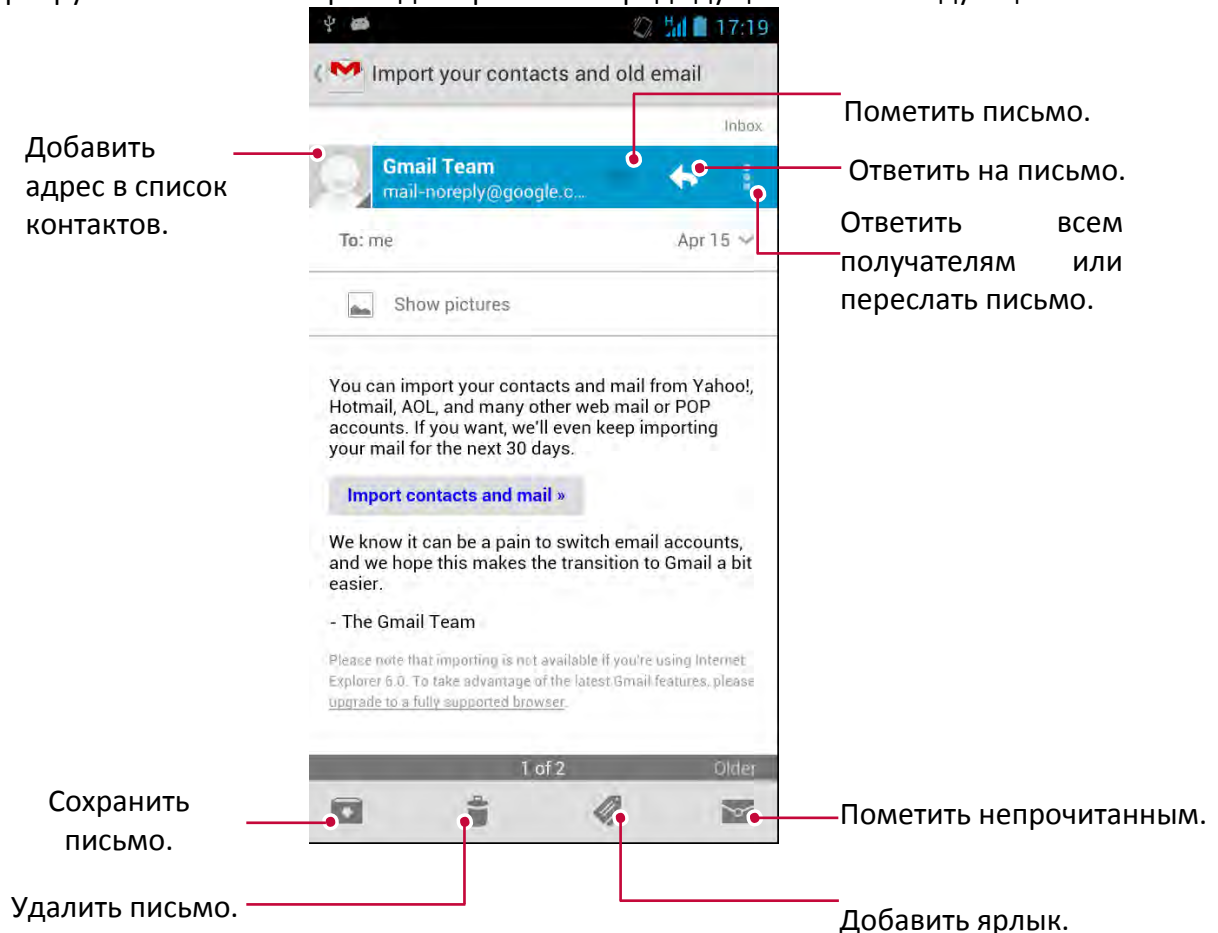 17:19
Import your contacts and old email
Inbox
Пометить письмо.
Добавить
адрес в список
контактов.
Gmail Team
mail-noreply@google.c...
Ответить на письмо.
To: me
Apr 15
Ответить всем
получателям или
переслать письмо.
Show pictures
You can import your contacts and mail from Yahoo!,
Hotmail, AOL, and many other web mail or POP
accounts. If you want, we'll even keep importing
your mail for the next 30 days.
Import contacts and mail »
We know it can be a pain to switch email accounts,
and we hope this makes the transition to Gmail a bit
easier.
- The Gmail Team
Please note that importing is not available if you're using Internet
Explorer 6.0. To take advantage of the latest Gmail features, please
upgrade to a fully supported browser.
1 of 2
Older
Сохранить
письмо.
Пометить непрочитанным.
Удалить письмо.
Добавить ярлык.